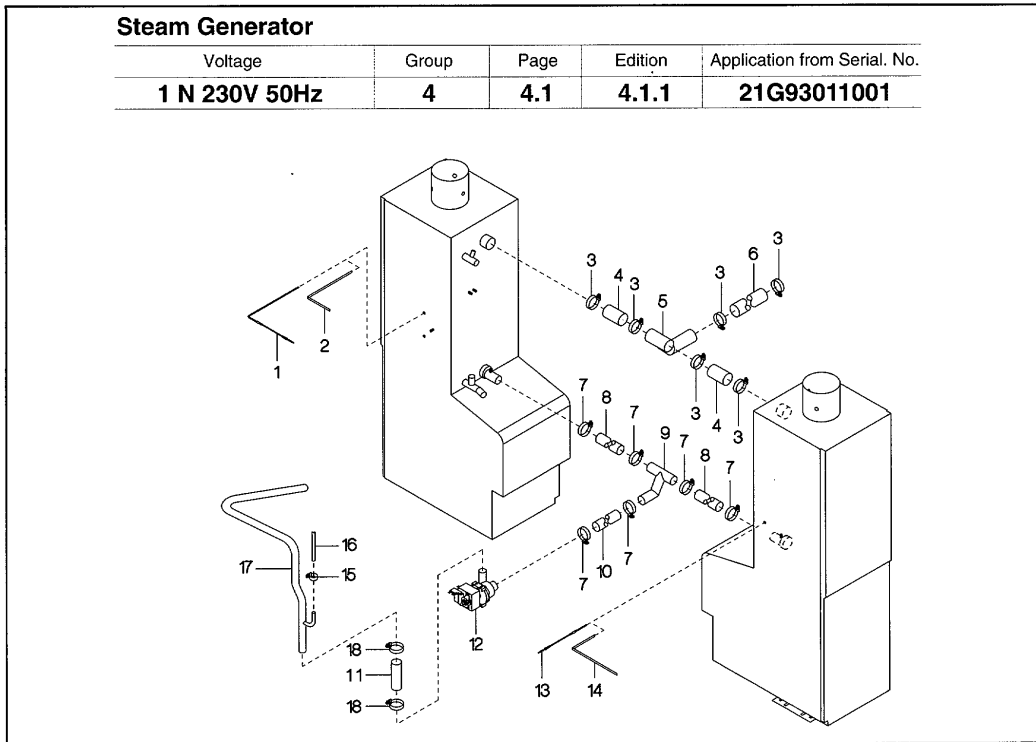 Steam Generator
Voltage Group Page Edition Application from Serial. No.
1 N 230V 50Hz 4 4.1 4.1.1 21G93011001
3 6 3
3 4 3 5
1 2
3 4 3
7 8 7 9 7 8 7
7 10 7
16
17 15
12
18
11
18
13 14